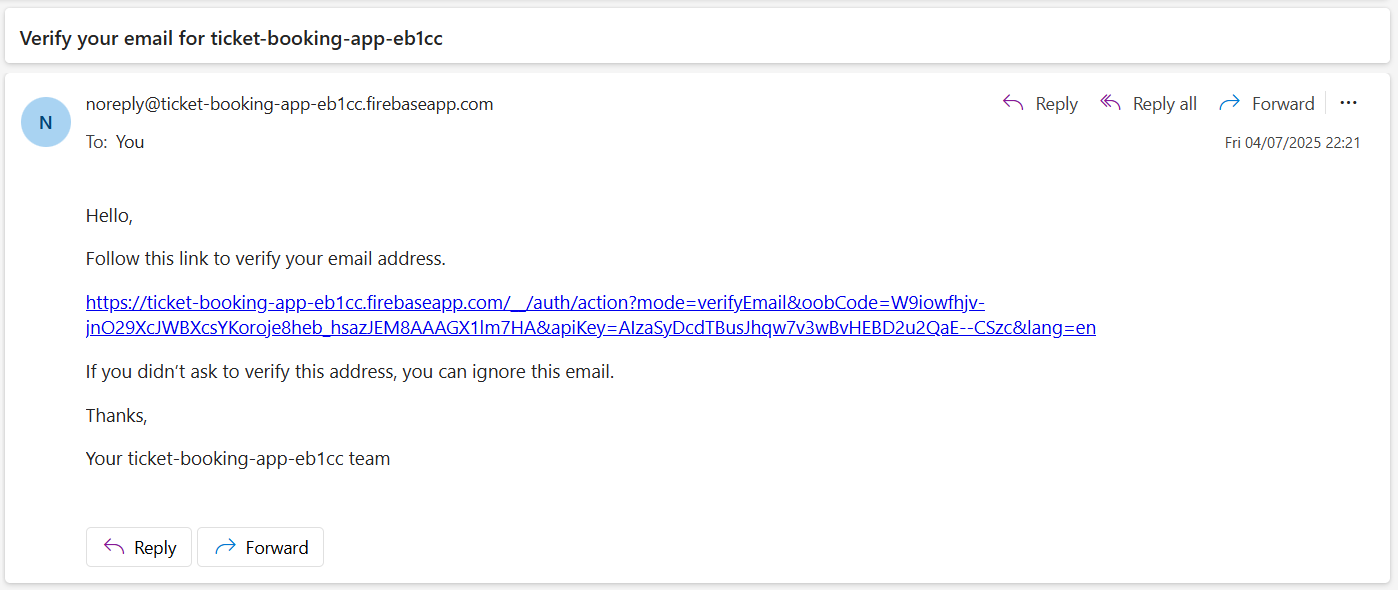 Verify your email for ticket-booking-app-eb1cc
N
noreply@ticket-booking-app-eb1cc.firebaseapp.com
Reply
Reply all
Forward
To: You
Fri 04/07/2025 22:21
Hello,
Follow this link to verify your email address.
https://ticket-booking-app-eb1cc.firebaseapp.com/__/auth/action?mode=verifyEmail&oobCode=W9iowfhjv-
jnO29XcJWBXcsYKoroje8heb_hsazJEM8AAAGX1lm7HA&apiKey=AIzaSyDcdTBusJhqw7v3wBvHEBD2u2QaE--CSzc&lang=en
If you didn’t ask to verify this address, you can ignore this email.
Thanks,
Your ticket-booking-app-eb1cc team
Reply
Forward